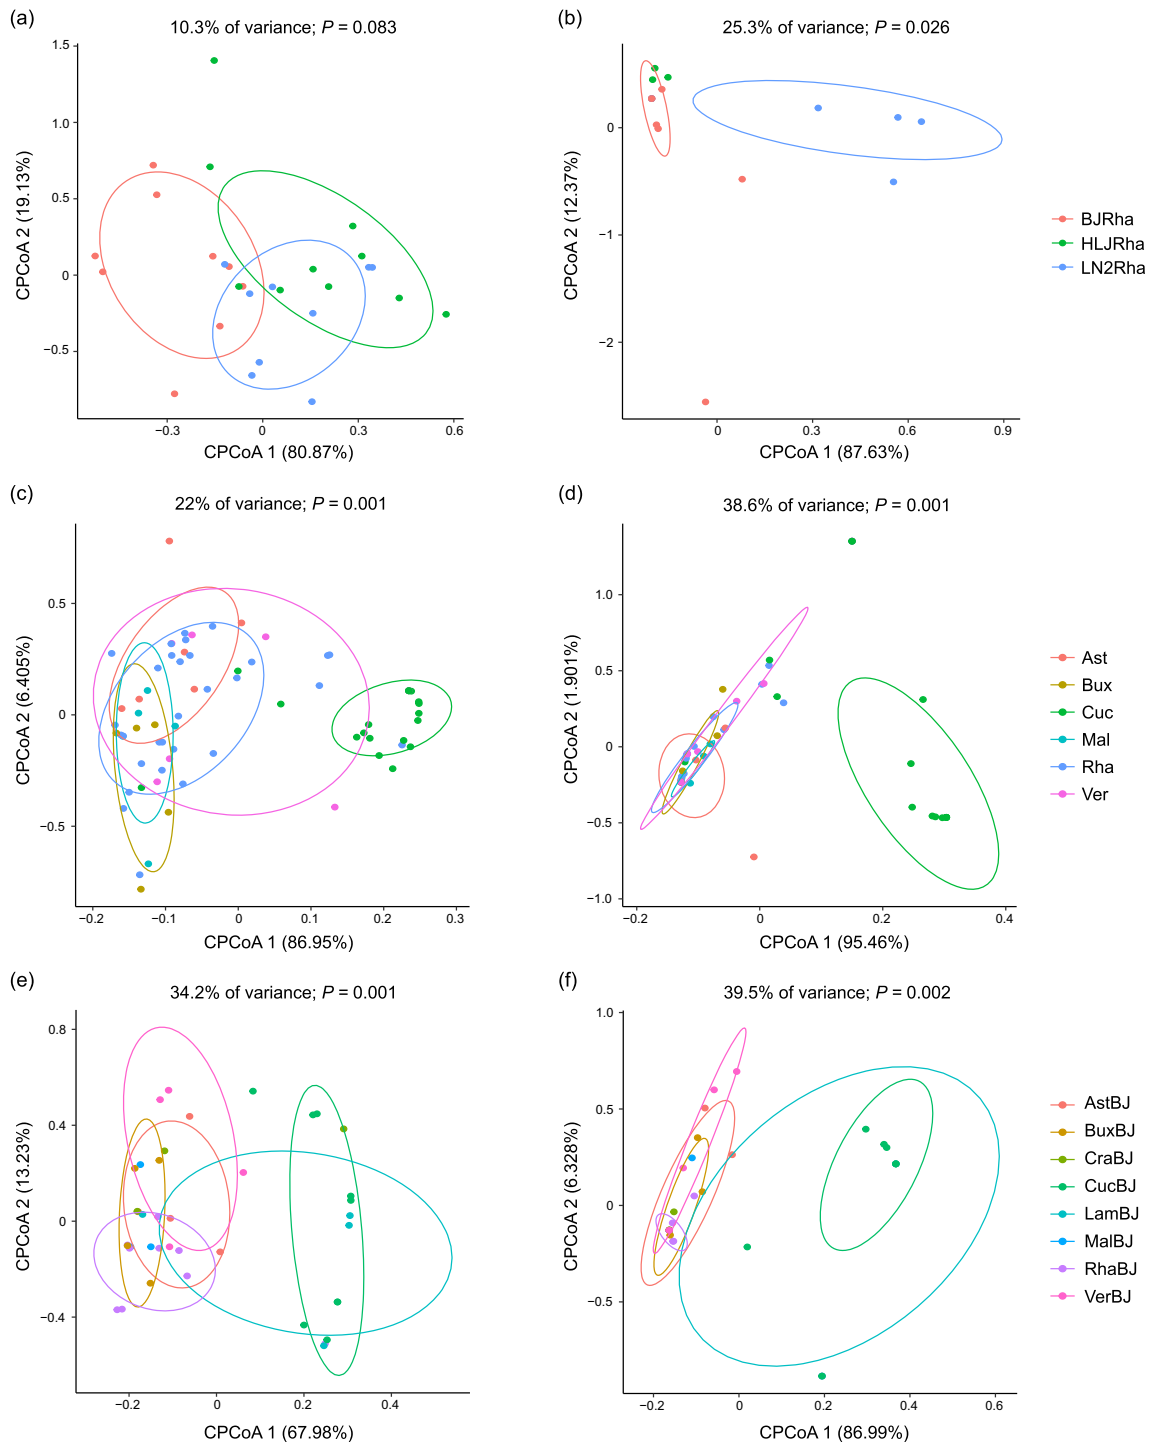 (a)
10.3% of variance; P = 0.083
1.5
1.0
0.5
0
−0.5
CPCoA 2 (19.13%)
−0.3
0
0.3
0.6
CPCoA 1 (80.87%)
(b)
25.3% of variance; P = 0.026
0
−1
−2
CPCoA 2 (12.37%)
0
0.3
0.6
0.9
CPCoA 1 (87.63%)
BJRha
HLJRha
LN2Rha
(c)
22% of variance; P = 0.001
0.5
0
−0.5
CPCoA 2 (6.405%)
−0.2
−0.1
0
0.1
0.2
0.3
CPCoA 1 (86.95%)
(d)
38.6% of variance; P = 0.001
1.0
0.5
0
−0.5
−1.0
CPCoA 2 (1.901%)
−0.2
0
0.2
0.4
CPCoA 1 (95.46%)
Ast
Bux
Cuc
Mal
Rha
Ver
(e)
34.2% of variance; P = 0.001
0.8
0.4
0
−0.4
CPCoA 2 (13.23%)
−0.2
0
0.2
0.4
CPCoA 1 (67.98%)
(f)
39.5% of variance; P = 0.002
1.0
0.5
0
−0.5
CPCoA 2 (6.328%)
−0.2
0
0.2
0.4
0.6
CPCoA 1 (86.99%)
AstBJ
BuxBJ
CraBJ
CucBJ
LamBJ
MalBJ
RhaBJ
VerBJ